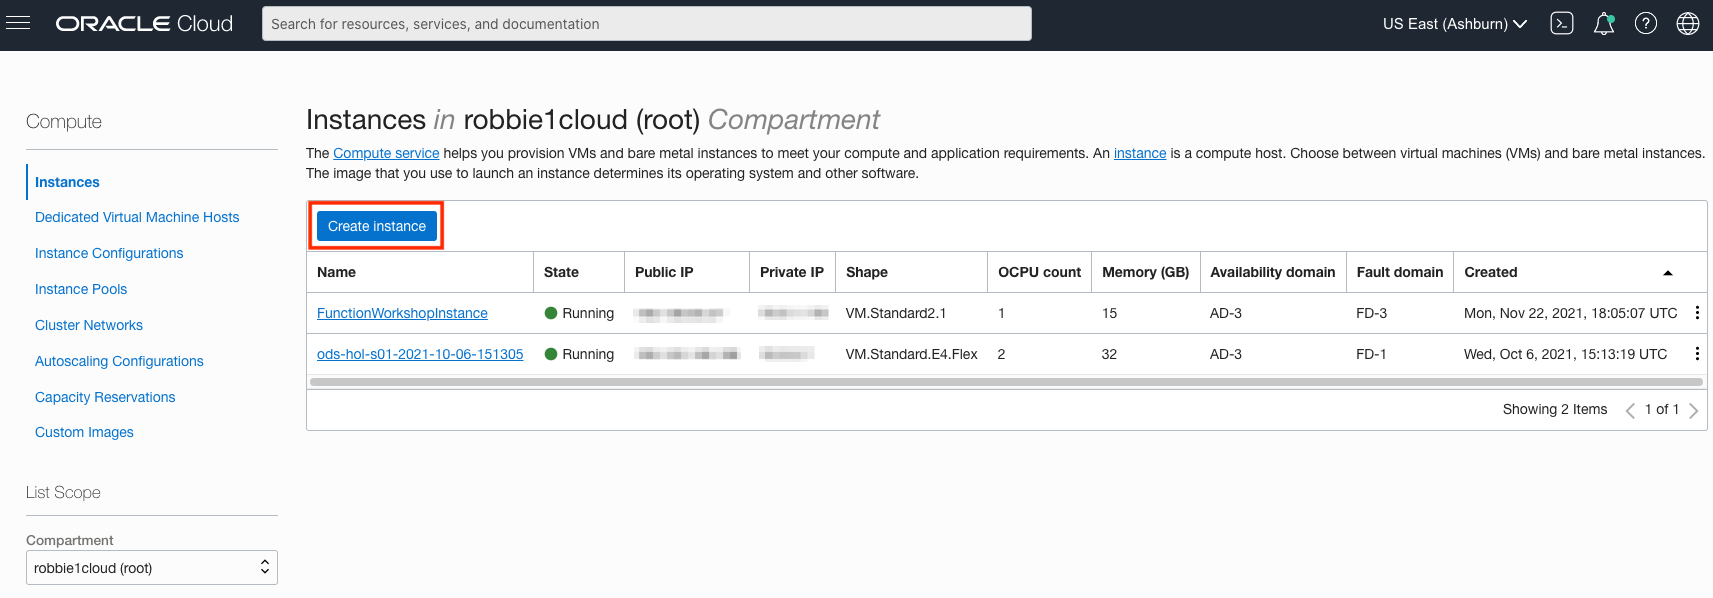 ORACLE Cloud
Search for resources, services, and documentation
US East (Ashburn)
Compute
Instances
Dedicated Virtual Machine Hosts
Instance Configurations
Instance Pools
Cluster Networks
Autoscaling Configurations
Capacity Reservations
Custom Images
List Scope
Compartment
robbie1cloud (root)
Instances in robbie1cloud (root) Compartment
The Compute service helps you provision VMs and bare metal instances to meet your compute and application requirements. An instance is a compute host. Choose between virtual machines (VMs) and bare metal instances.
The image that you use to launch an instance determines its operating system and other software.
Create instance
Name State Public IP Private IP Shape OCPU count Memory (GB) Availability domain Fault domain Created
FunctionWorkshopInstance Running VM.Standard2.1 1 15 AD-3 FD-3 Mon, Nov 22, 2021, 18:05:07 UTC
ods-hol-s01-2021-10-06-151305 Running VM.Standard.E4.Flex 2 32 AD-3 FD-1 Wed, Oct 6, 2021, 15:13:19 UTC
Showing 2 Items 1 of 1